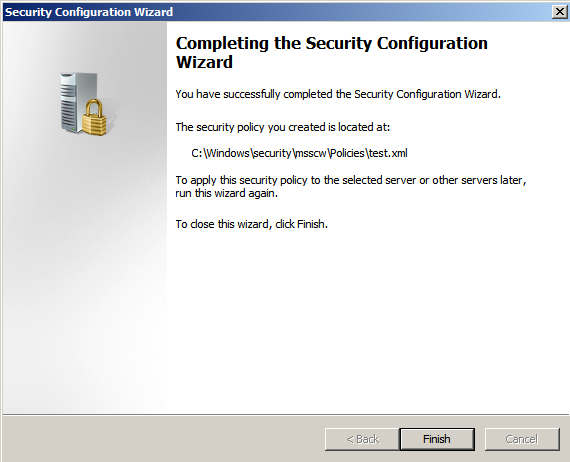 Security Configuration Wizard
Completing the Security Configuration
Wizard
You have successfully completed the Security Configuration Wizard.
The security policy you created is located at:
C:\Windows\security\msscw\Policies\test.xml
To apply this security policy to the selected server or other servers later,
run this wizard again.
To close this wizard, click Finish.
< Back Finish Cancel